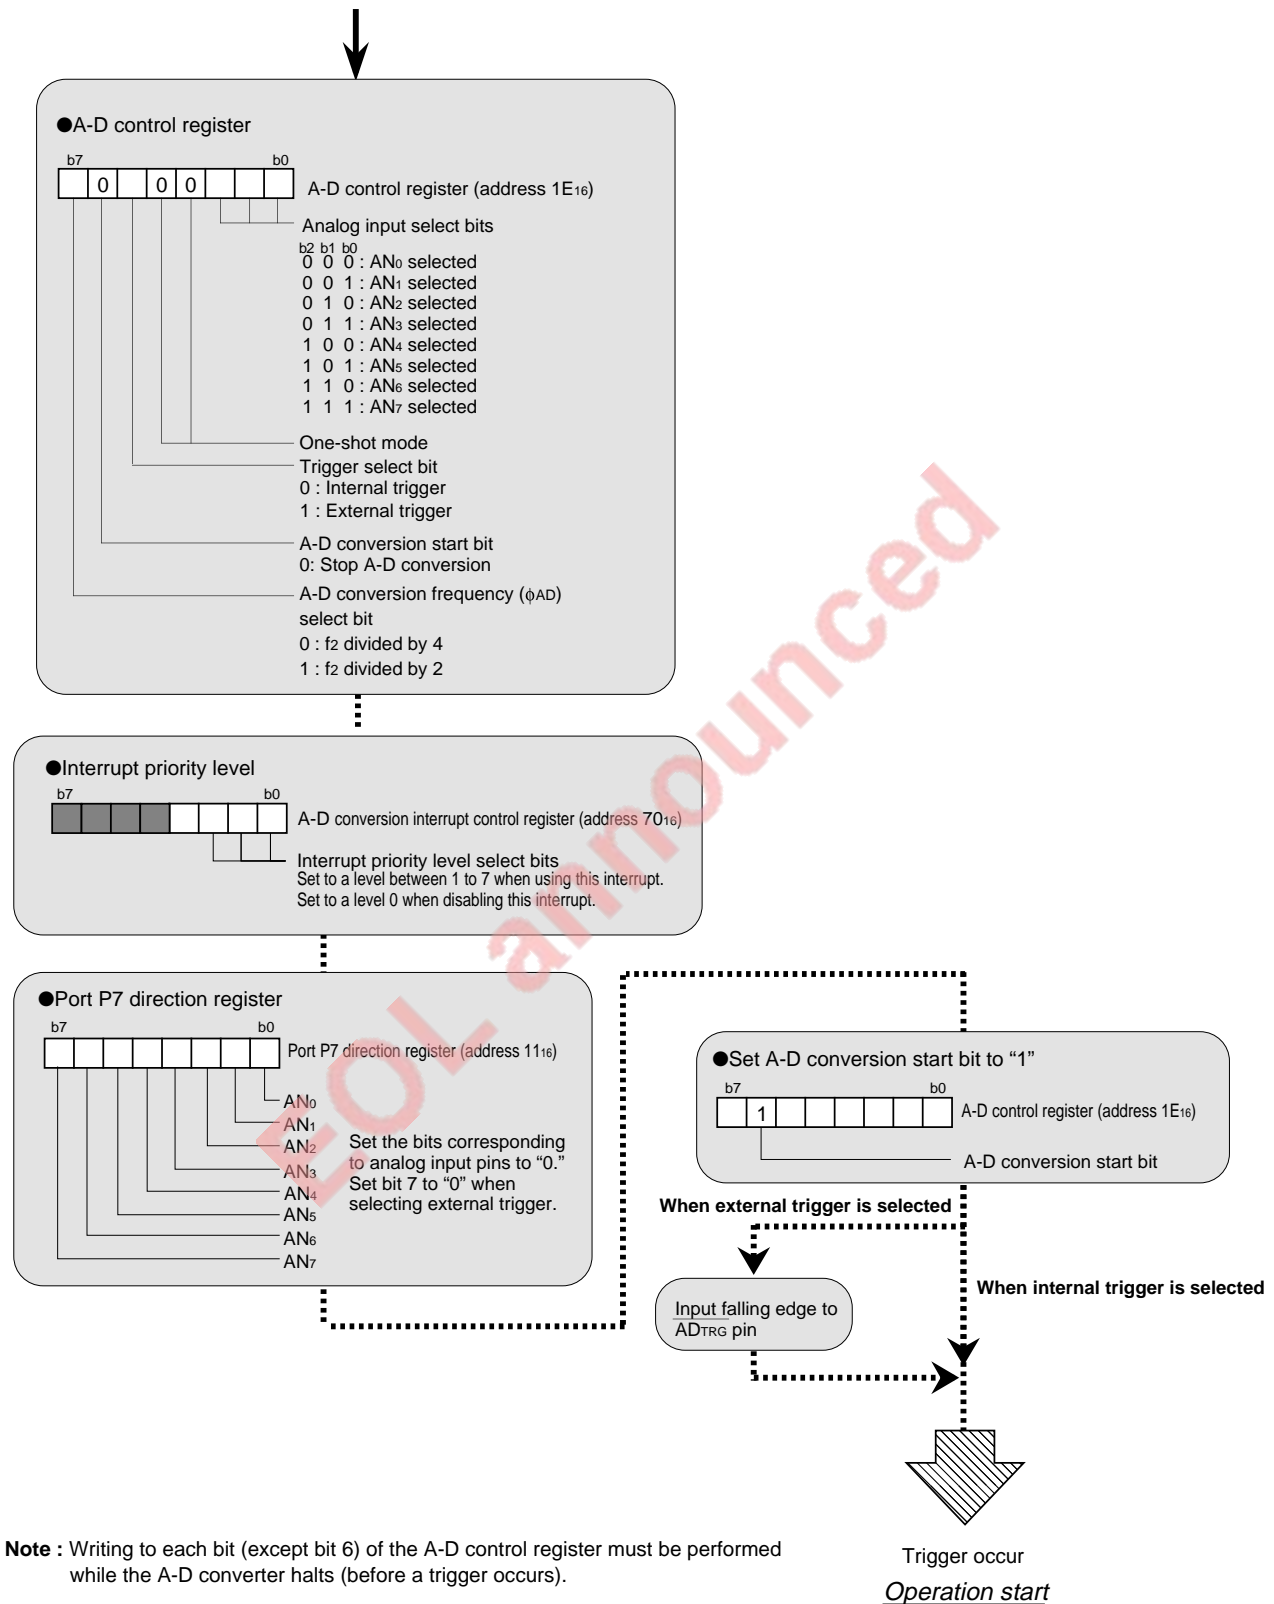 ●A-D control register
b7 b0
0 0 0
A-D control register (address 1E16)
Analog input select bits
b2 b1 b0
0 0 0 : AN0 selected
0 0 1 : AN1 selected
0 1 0 : AN2 selected
0 1 1 : AN3 selected
1 0 0 : AN4 selected
1 0 1 : AN5 selected
1 1 0 : AN6 selected
1 1 1 : AN7 selected
One-shot mode
Trigger select bit
0 : Internal trigger
1 : External trigger
A-D conversion start bit
0: Stop A-D conversion
A-D conversion frequency (ϕAD)
select bit
0 : f2 divided by 4
1 : f2 divided by 2
●Interrupt priority level
b7 b0
A-D conversion interrupt control register (address 7016)
Interrupt priority level select bits
Set to a level between 1 to 7 when using this interrupt.
Set to a level 0 when disabling this interrupt.
●Port P7 direction register
b7 b0
Port P7 direction register (address 1116)
AN0
AN1
AN2
AN3
AN4
AN5
AN6
AN7
Set the bits corresponding
to analog input pins to “0.”
Set bit 7 to “0” when
selecting external trigger.
●Set A-D conversion start bit to “1”
b7 b0
1
A-D control register (address 1E16)
A-D conversion start bit
When external trigger is selected
When internal trigger is selected
Input falling edge to
ADTRG pin
Trigger occur
Operation start
Note : Writing to each bit (except bit 6) of the A-D control register must be performed
while the A-D converter halts (before a trigger occurs).
EOL announced